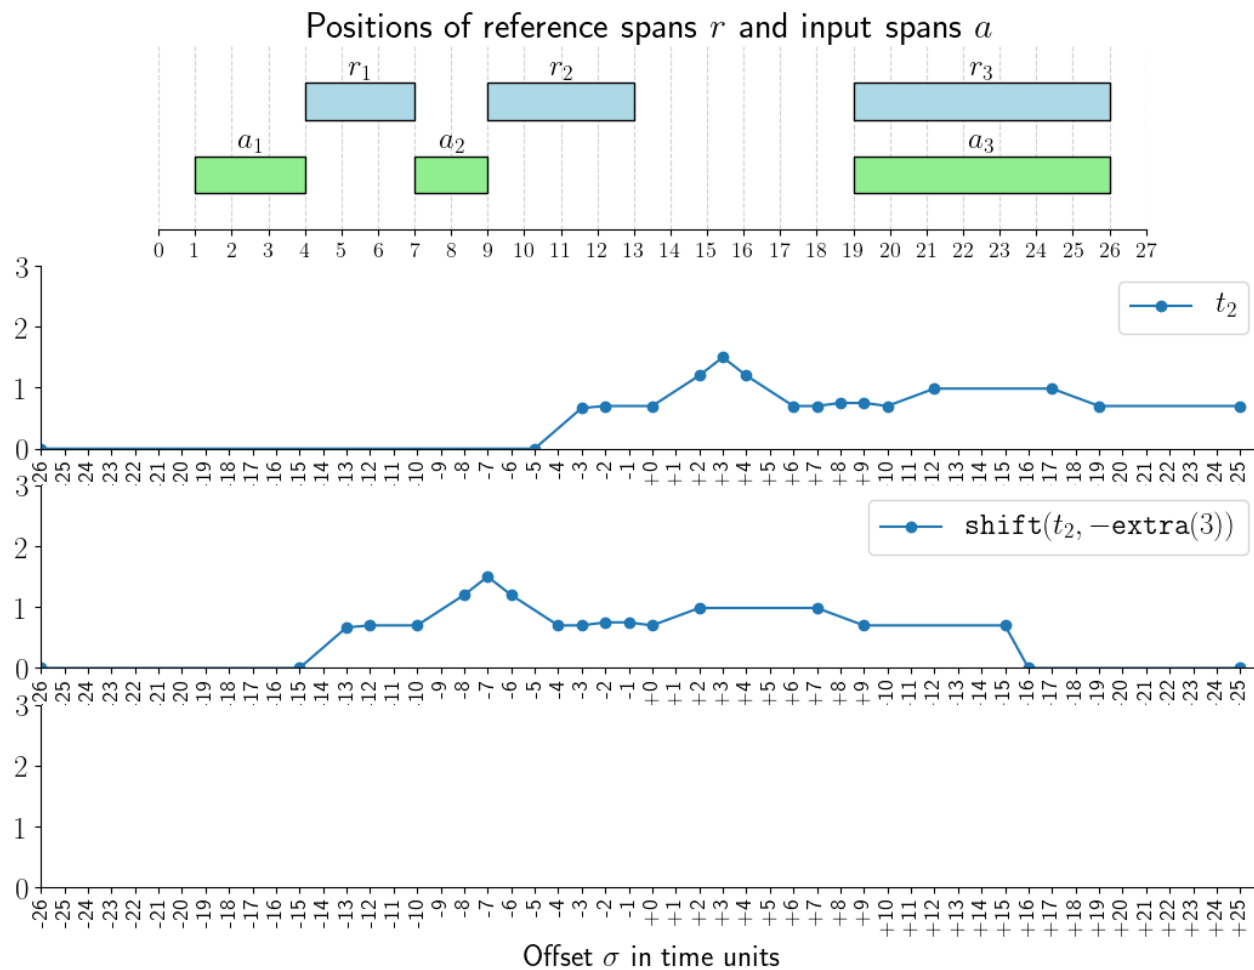 Positions of reference spans r and input spans a
r₁ r₂ r₃
a₁ a₂ a₃
0 1 2 3 4 5 6 7 8 9 10 11 12 13 14 15 16 17 18 19 20 21 22 23 24 25 26 27
3
t₂
2
1
0
-26 -25 -24 -23 -22 -21 -20 -19 -18 -17 -16 -15 -14 -13 -12 -11 -10 -9 -8 -7 -6 -5 -4 -3 -2 -1 +0 +1 +2 +3 +4 +5 +6 +7 +8 +9 +10 +11 +12 +13 +14 +15 +16 +17 +18 +19 +20 +21 +22 +23 +24 +25
3
shift(t₂, −extra(3))
2
1
0
-26 -25 -24 -23 -22 -21 -20 -19 -18 -17 -16 -15 -14 -13 -12 -11 -10 -9 -8 -7 -6 -5 -4 -3 -2 -1 +0 +1 +2 +3 +4 +5 +6 +7 +8 +9 +10 +11 +12 +13 +14 +15 +16 +17 +18 +19 +20 +21 +22 +23 +24 +25
3
2
1
0
-26 -25 -24 -23 -22 -21 -20 -19 -18 -17 -16 -15 -14 -13 -12 -11 -10 -9 -8 -7 -6 -5 -4 -3 -2 -1 +0 +1 +2 +3 +4 +5 +6 +7 +8 +9 +10 +11 +12 +13 +14 +15 +16 +17 +18 +19 +20 +21 +22 +23 +24 +25
Offset σ in time units